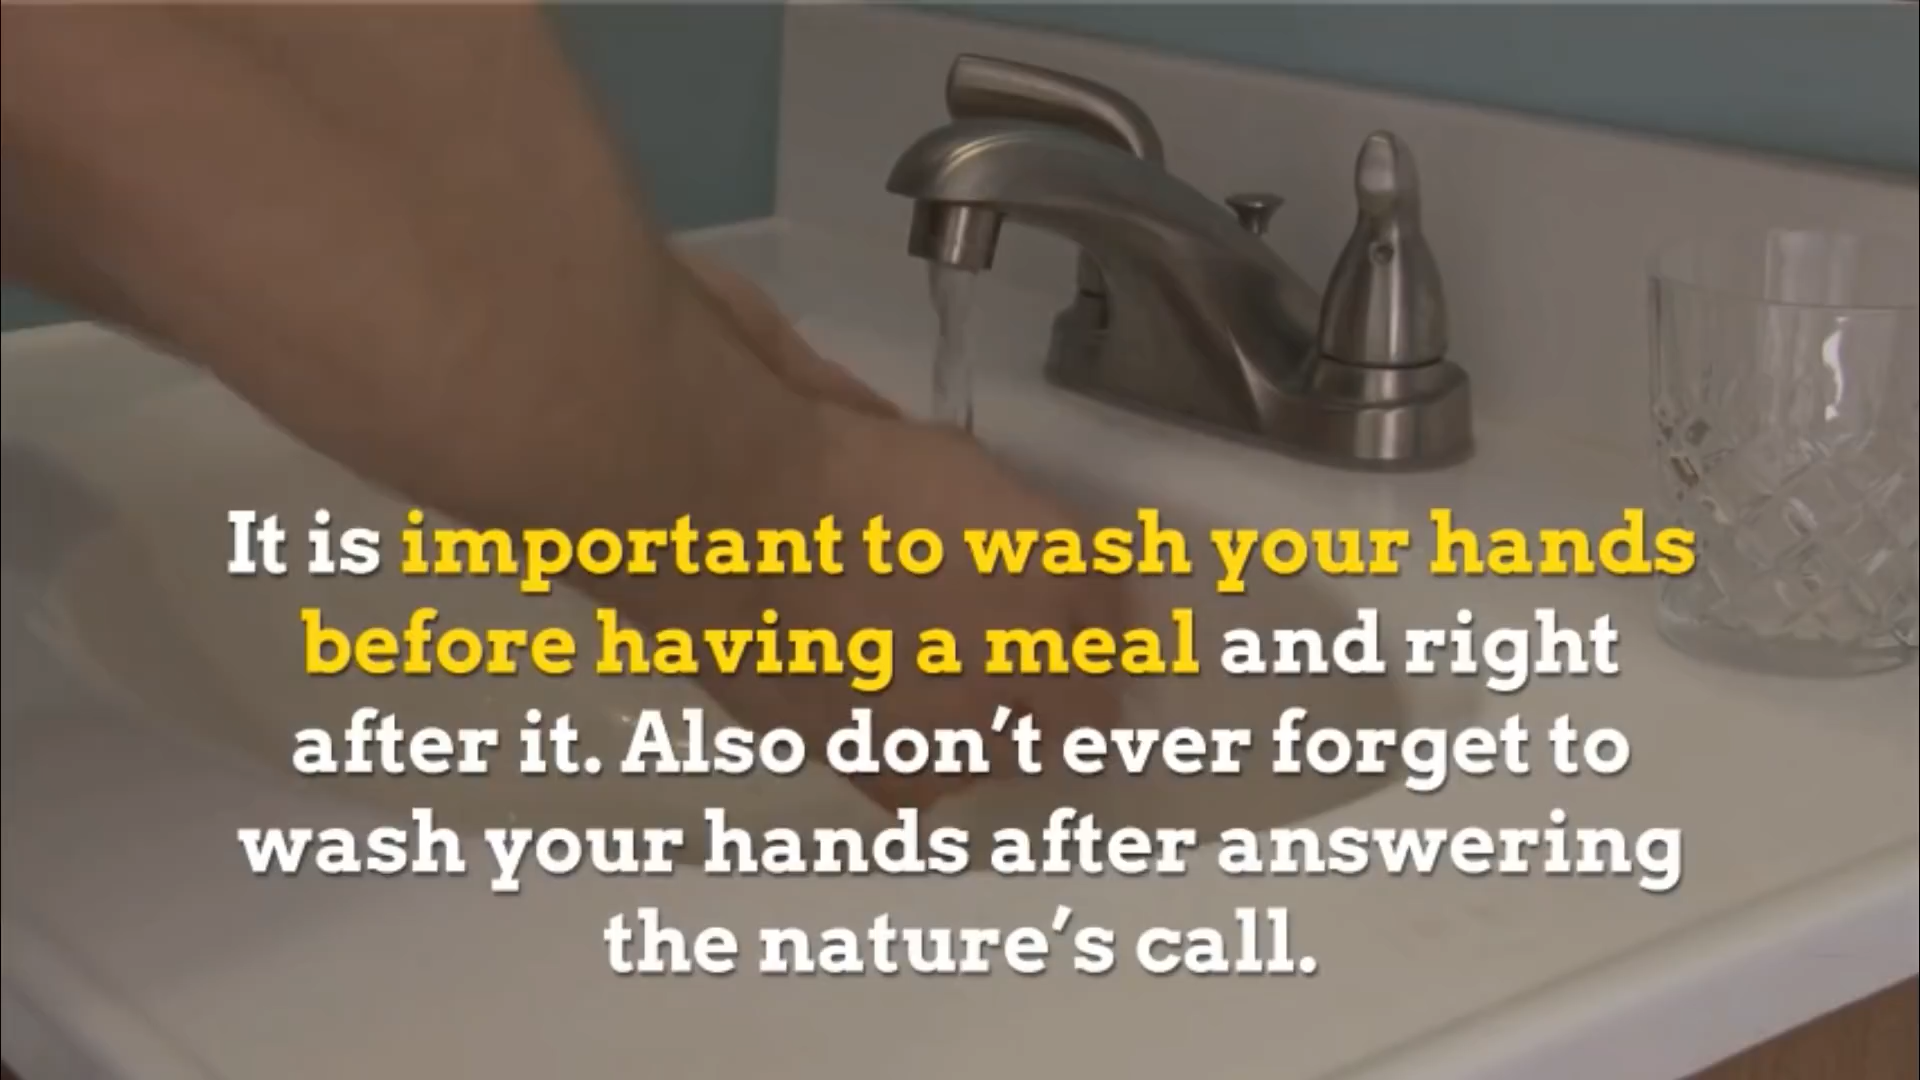 It is important to wash your hands
before having a meal and right
after it. Also don’t ever forget to
wash your hands after answering
the nature’s call.